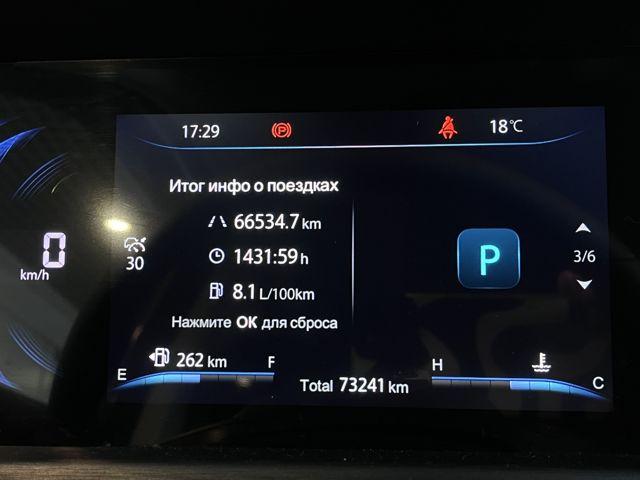 17:29 P 18°C
Итог инфо о поездках
66534.7 km
0
km/h
30
1431:59 h
P
3/6
8.1 L/100km
Нажмите ОК для сброса
262 km
E F
Total 73241 km
H C